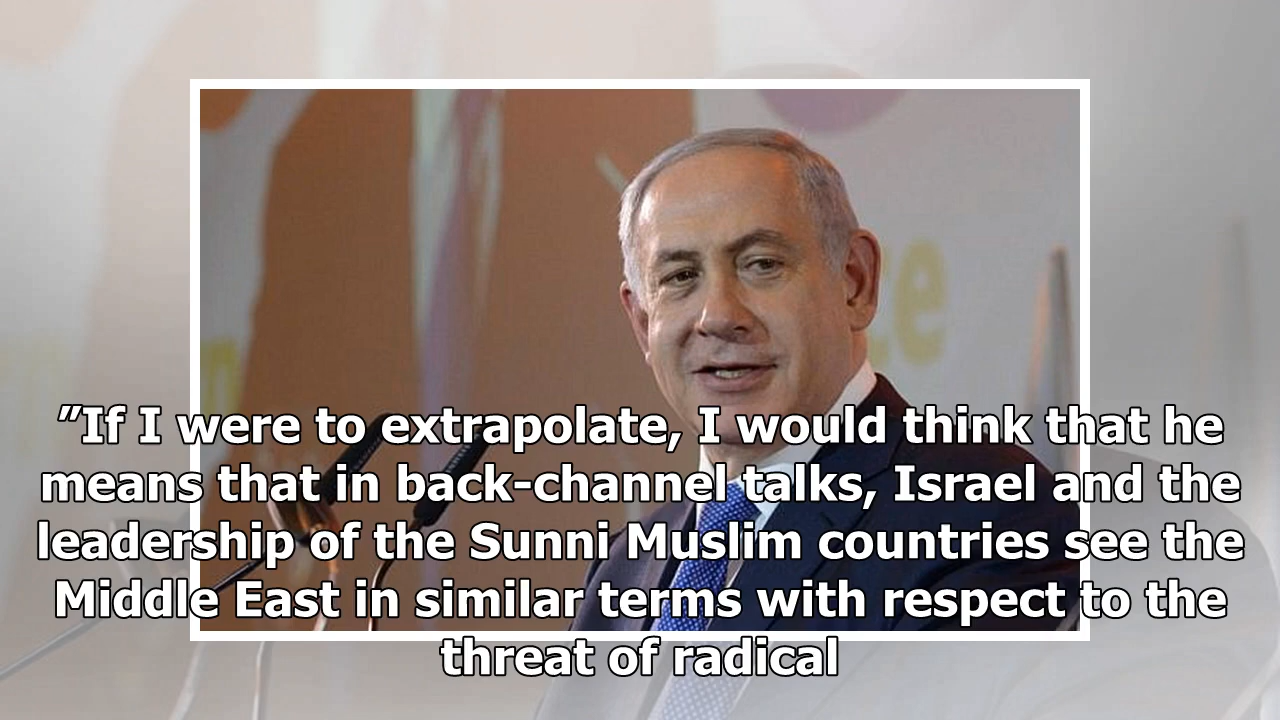 "If I were to extrapolate, I would think that he
means that in back-channel talks, Israel and the
leadership of the Sunni Muslim countries see the
Middle East in similar terms with respect to the
threat of radical